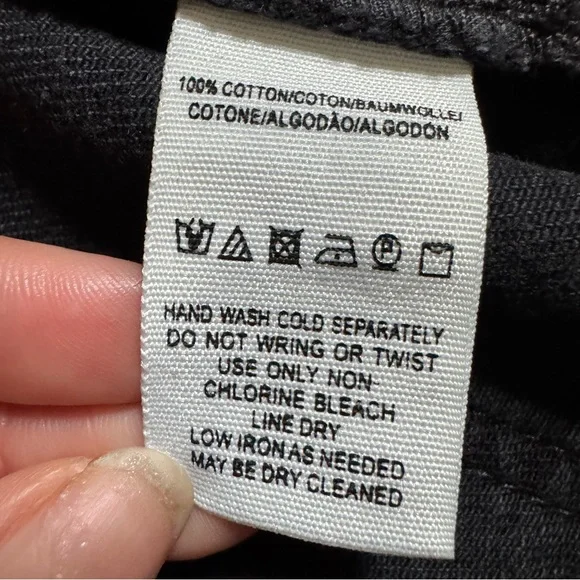 100% COTTON/COTON/BAUMWOLLE/
COTONE/ALGODÃO/ALGODÓN
HAND WASH COLD SEPARATELY
DO NOT WRING OR TWIST
USE ONLY NON-
CHLORINE BLEACH
LINE DRY
LOW IRON AS NEEDED
MAY BE DRY CLEANED